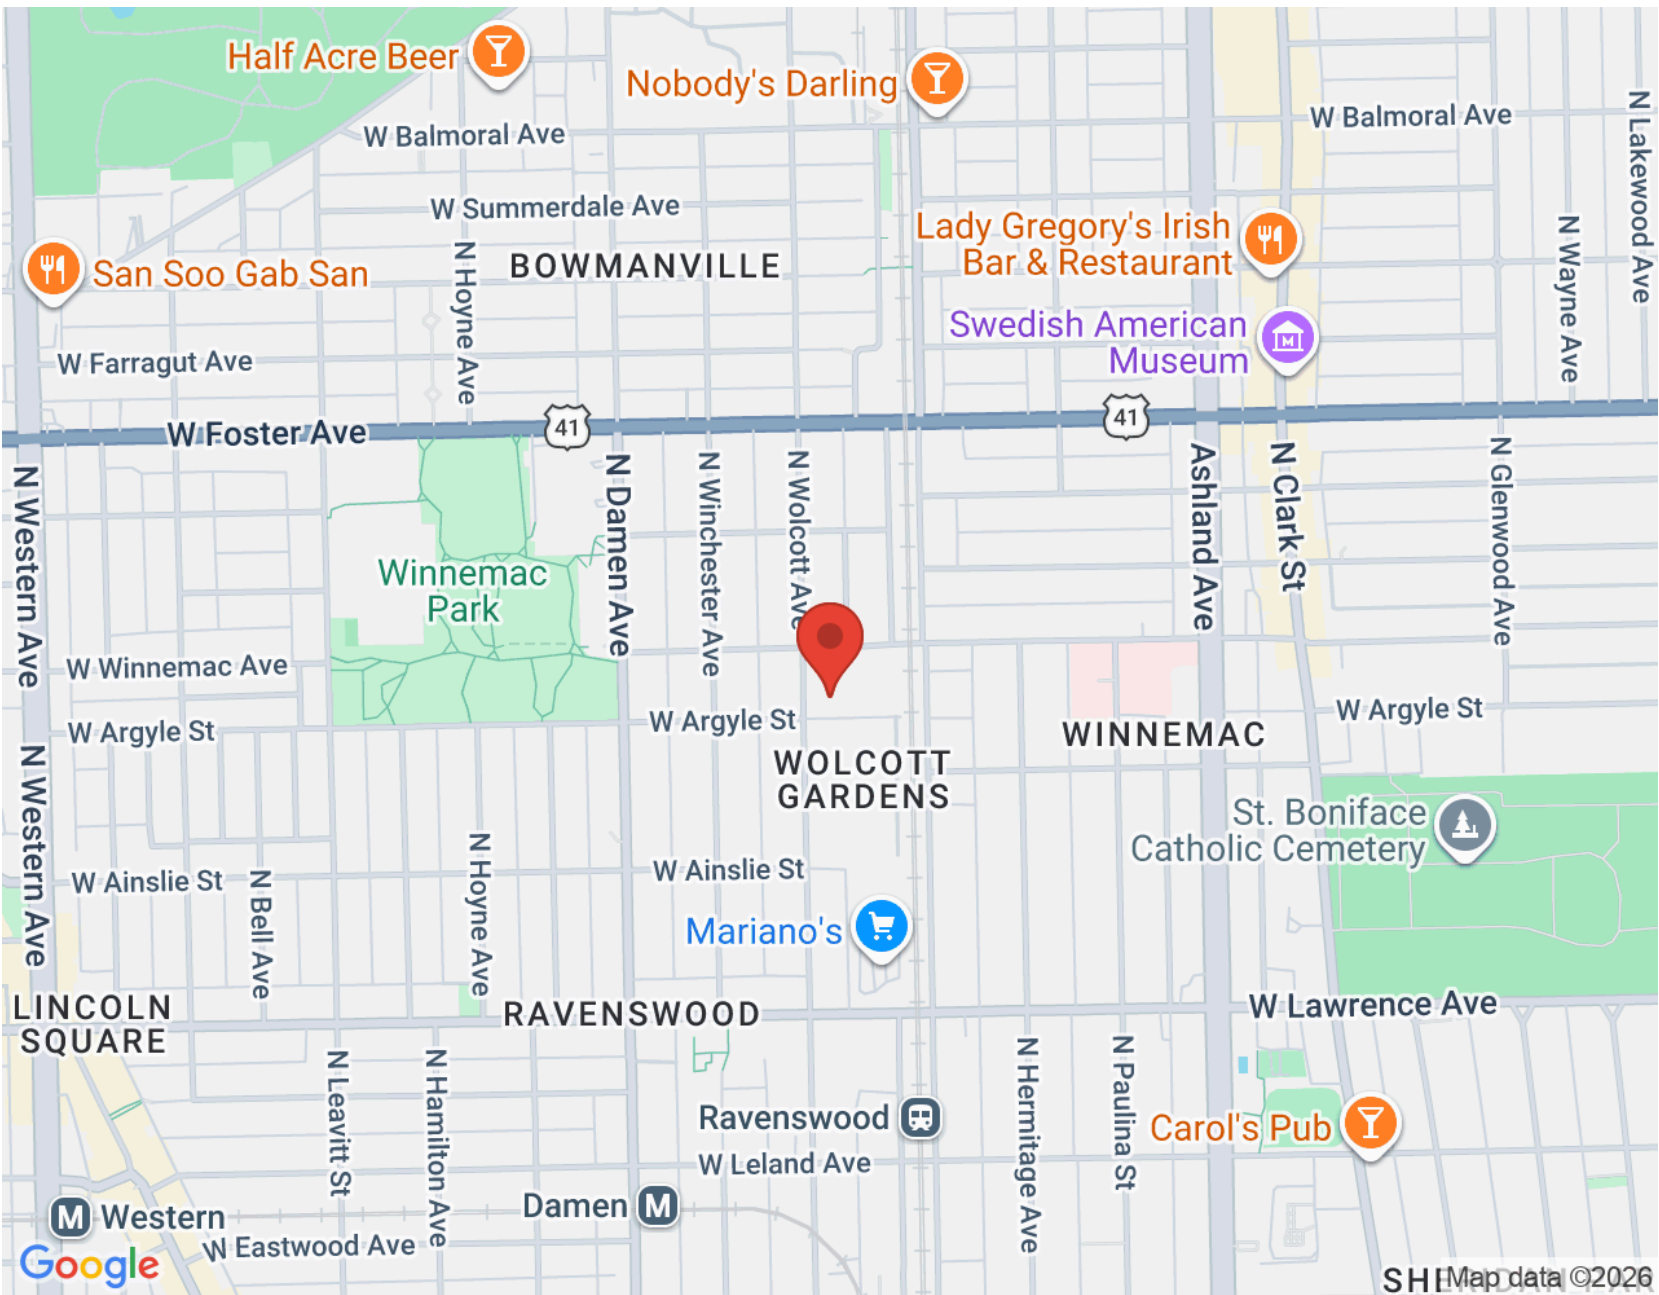 Half Acre Beer
Nobody's Darling
W Balmoral Ave
W Balmoral Ave
N Lakewood Ave
W Summerdale Ave
Lady Gregory's Irish
Bar & Restaurant
N Wayne Ave
N Hoyne Ave
BOWMANVILLE
San Soo Gab San
Swedish American
Museum
W Farragut Ave
41
41
W Foster Ave
N Western Ave
N Damen Ave
N Winchester Ave
N Wolcott Ave
Ashland Ave
N Clark St
N Glenwood Ave
Winnemac
Park
W Winnemac Ave
W Argyle St
W Argyle St
W Argyle St
WINNEMAC
WOLCOTT
GARDENS
N Western Ave
St. Boniface
Catholic Cemetery
W Ainslie St
W Ainslie St
N Bell Ave
N Hoyne Ave
Mariano's
LINCOLN
SQUARE
RAVENSWOOD
W Lawrence Ave
N Leavitt St
N Hamilton Ave
N Hermitage Ave
N Paulina St
Ravenswood
Carol's Pub
W Leland Ave
M Western
Damen M
W Eastwood Ave
Google
Map data ©2026